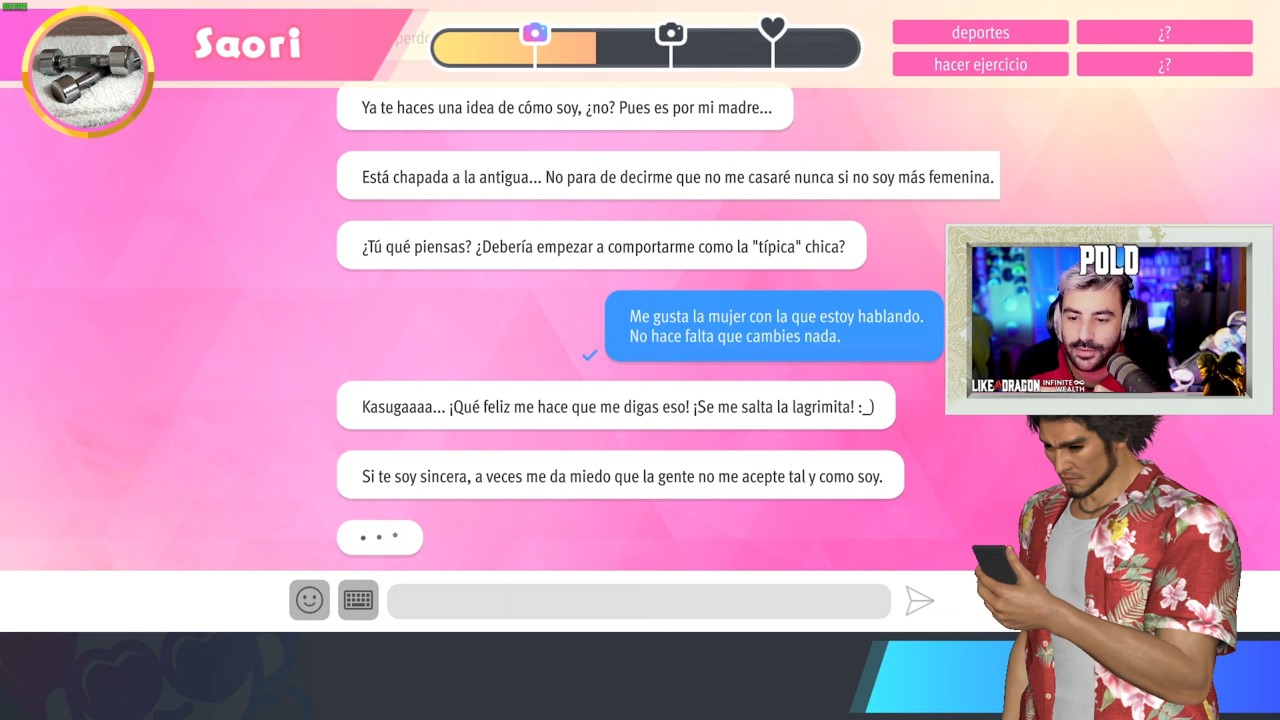 Saori
perdo
deportes
¿?
hacer ejercicio
¿?
Ya te haces una idea de cómo soy, ¿no? Pues es por mi madre...
Está chapada a la antigua... No para de decirme que no me casaré nunca si no soy más femenina.
¿Tú qué piensas? ¿Debería empezar a comportarme como la "típica" chica?
Me gusta la mujer con la que estoy hablando.
No hace falta que cambies nada.
Kasugaaaa... ¡Qué feliz me hace que me digas eso! ¡Se me salta la lagrimita! :_)
Si te soy sincera, a veces me da miedo que la gente no me acepte tal y como soy.
• • •
POLO
LIKE A DRAGON INFINITE WEALTH